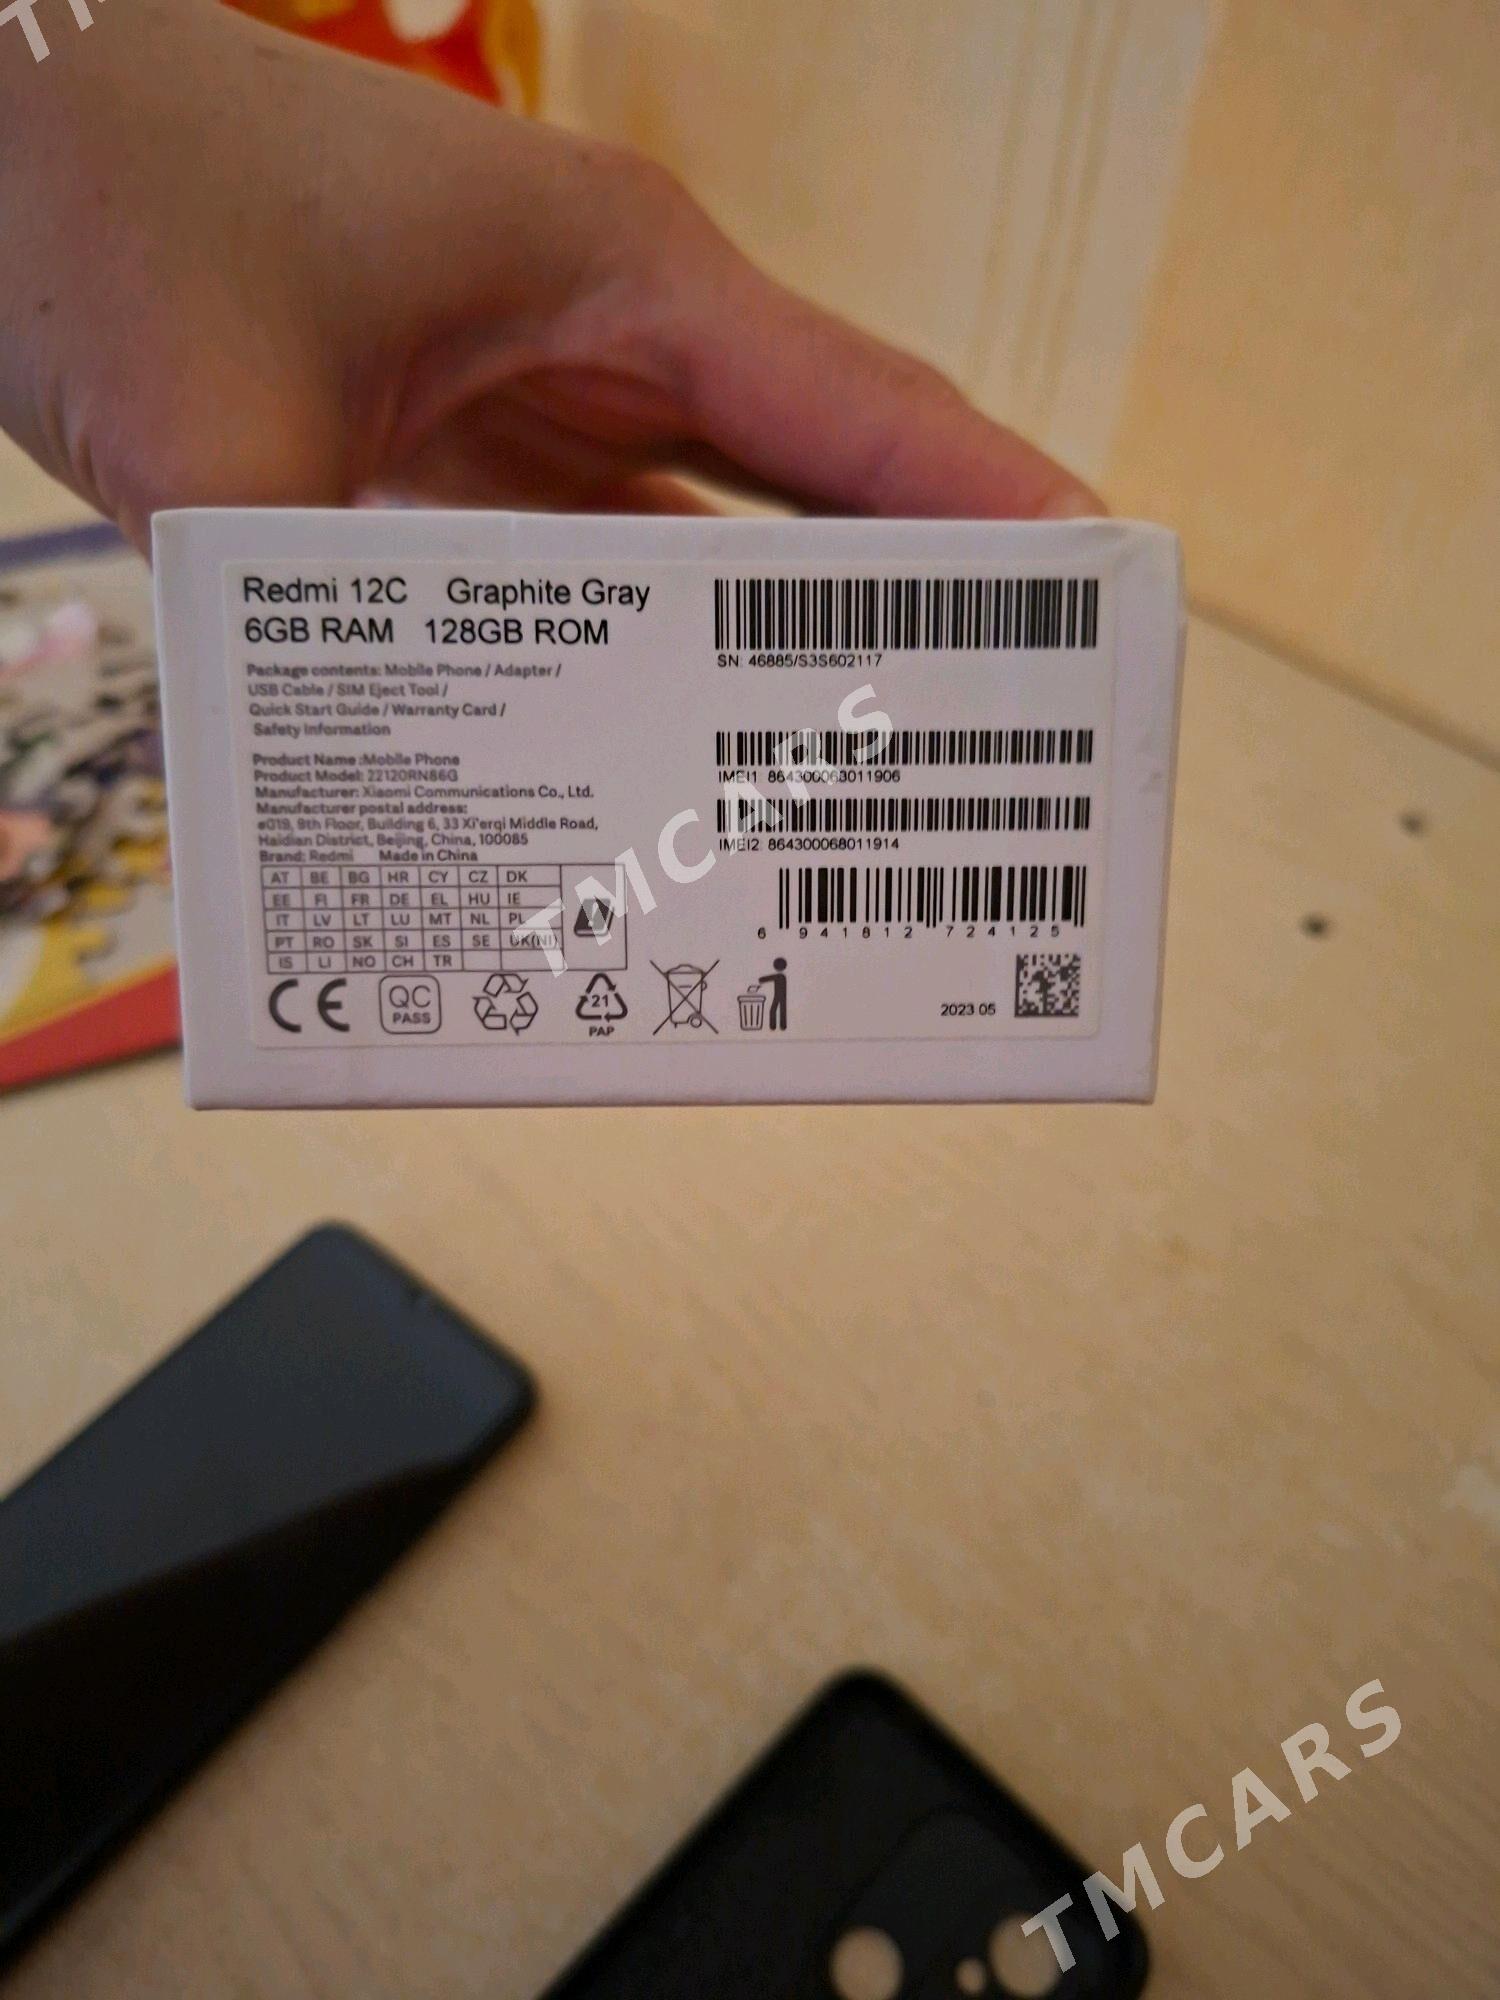 Redmi 12C Graphite Gray
6GB RAM 128GB ROM
Package contents: Mobile Phone / Adapter /
USB Cable / SIM Eject Tool /
Quick Start Guide / Warranty Card /
Safety Information
Product Name :Mobile Phone
Product Model: 22120RN86G
Manufacturer: Xiaomi Communications Co., Ltd.
Manufacturer postal address:
#019, 9th Floor, Building 6, 33 Xi'erqi Middle Road,
Haidian District, Beijing, China, 100085
Brand: Redmi Made in China
AT BE BG HR CY CZ DK
EE FI FR DE EL HU IE
IT LV LT LU MT NL PL
PT RO SK SI ES SE UK(NI)
IS LI NO CH TR
CE
QC
PASS
21
PAP
SN: 46885/S3S602117
IMEI1: 864300063011906
IMEI2: 864300068011914
6 941812 724125
2023.05
TMCARS
TMCARS